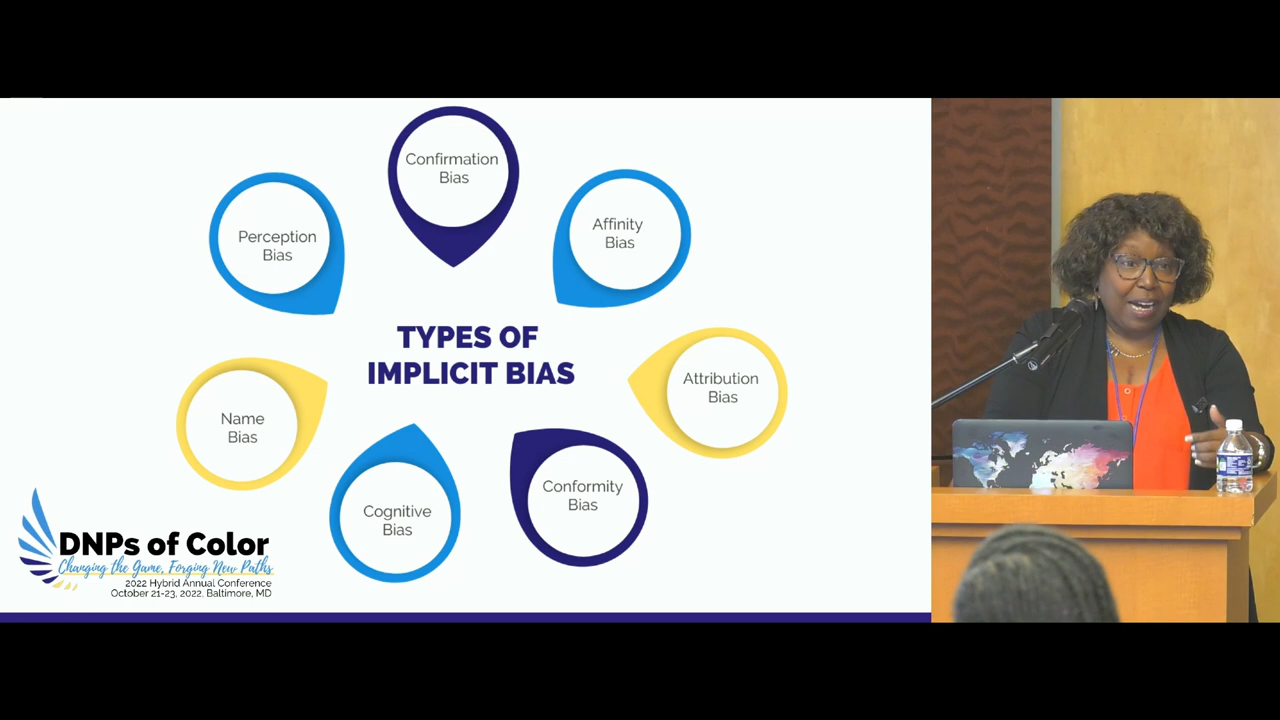 Confirmation
Bias
Affinity
Bias
Perception
Bias
TYPES OF
IMPLICIT BIAS
Attribution
Bias
Name
Bias
Conformity
Bias
Cognitive
Bias
DNPs of Color
Changing the Game, Forging New Paths
2022 Hybrid Annual Conference
October 21-23, 2022, Baltimore, MD